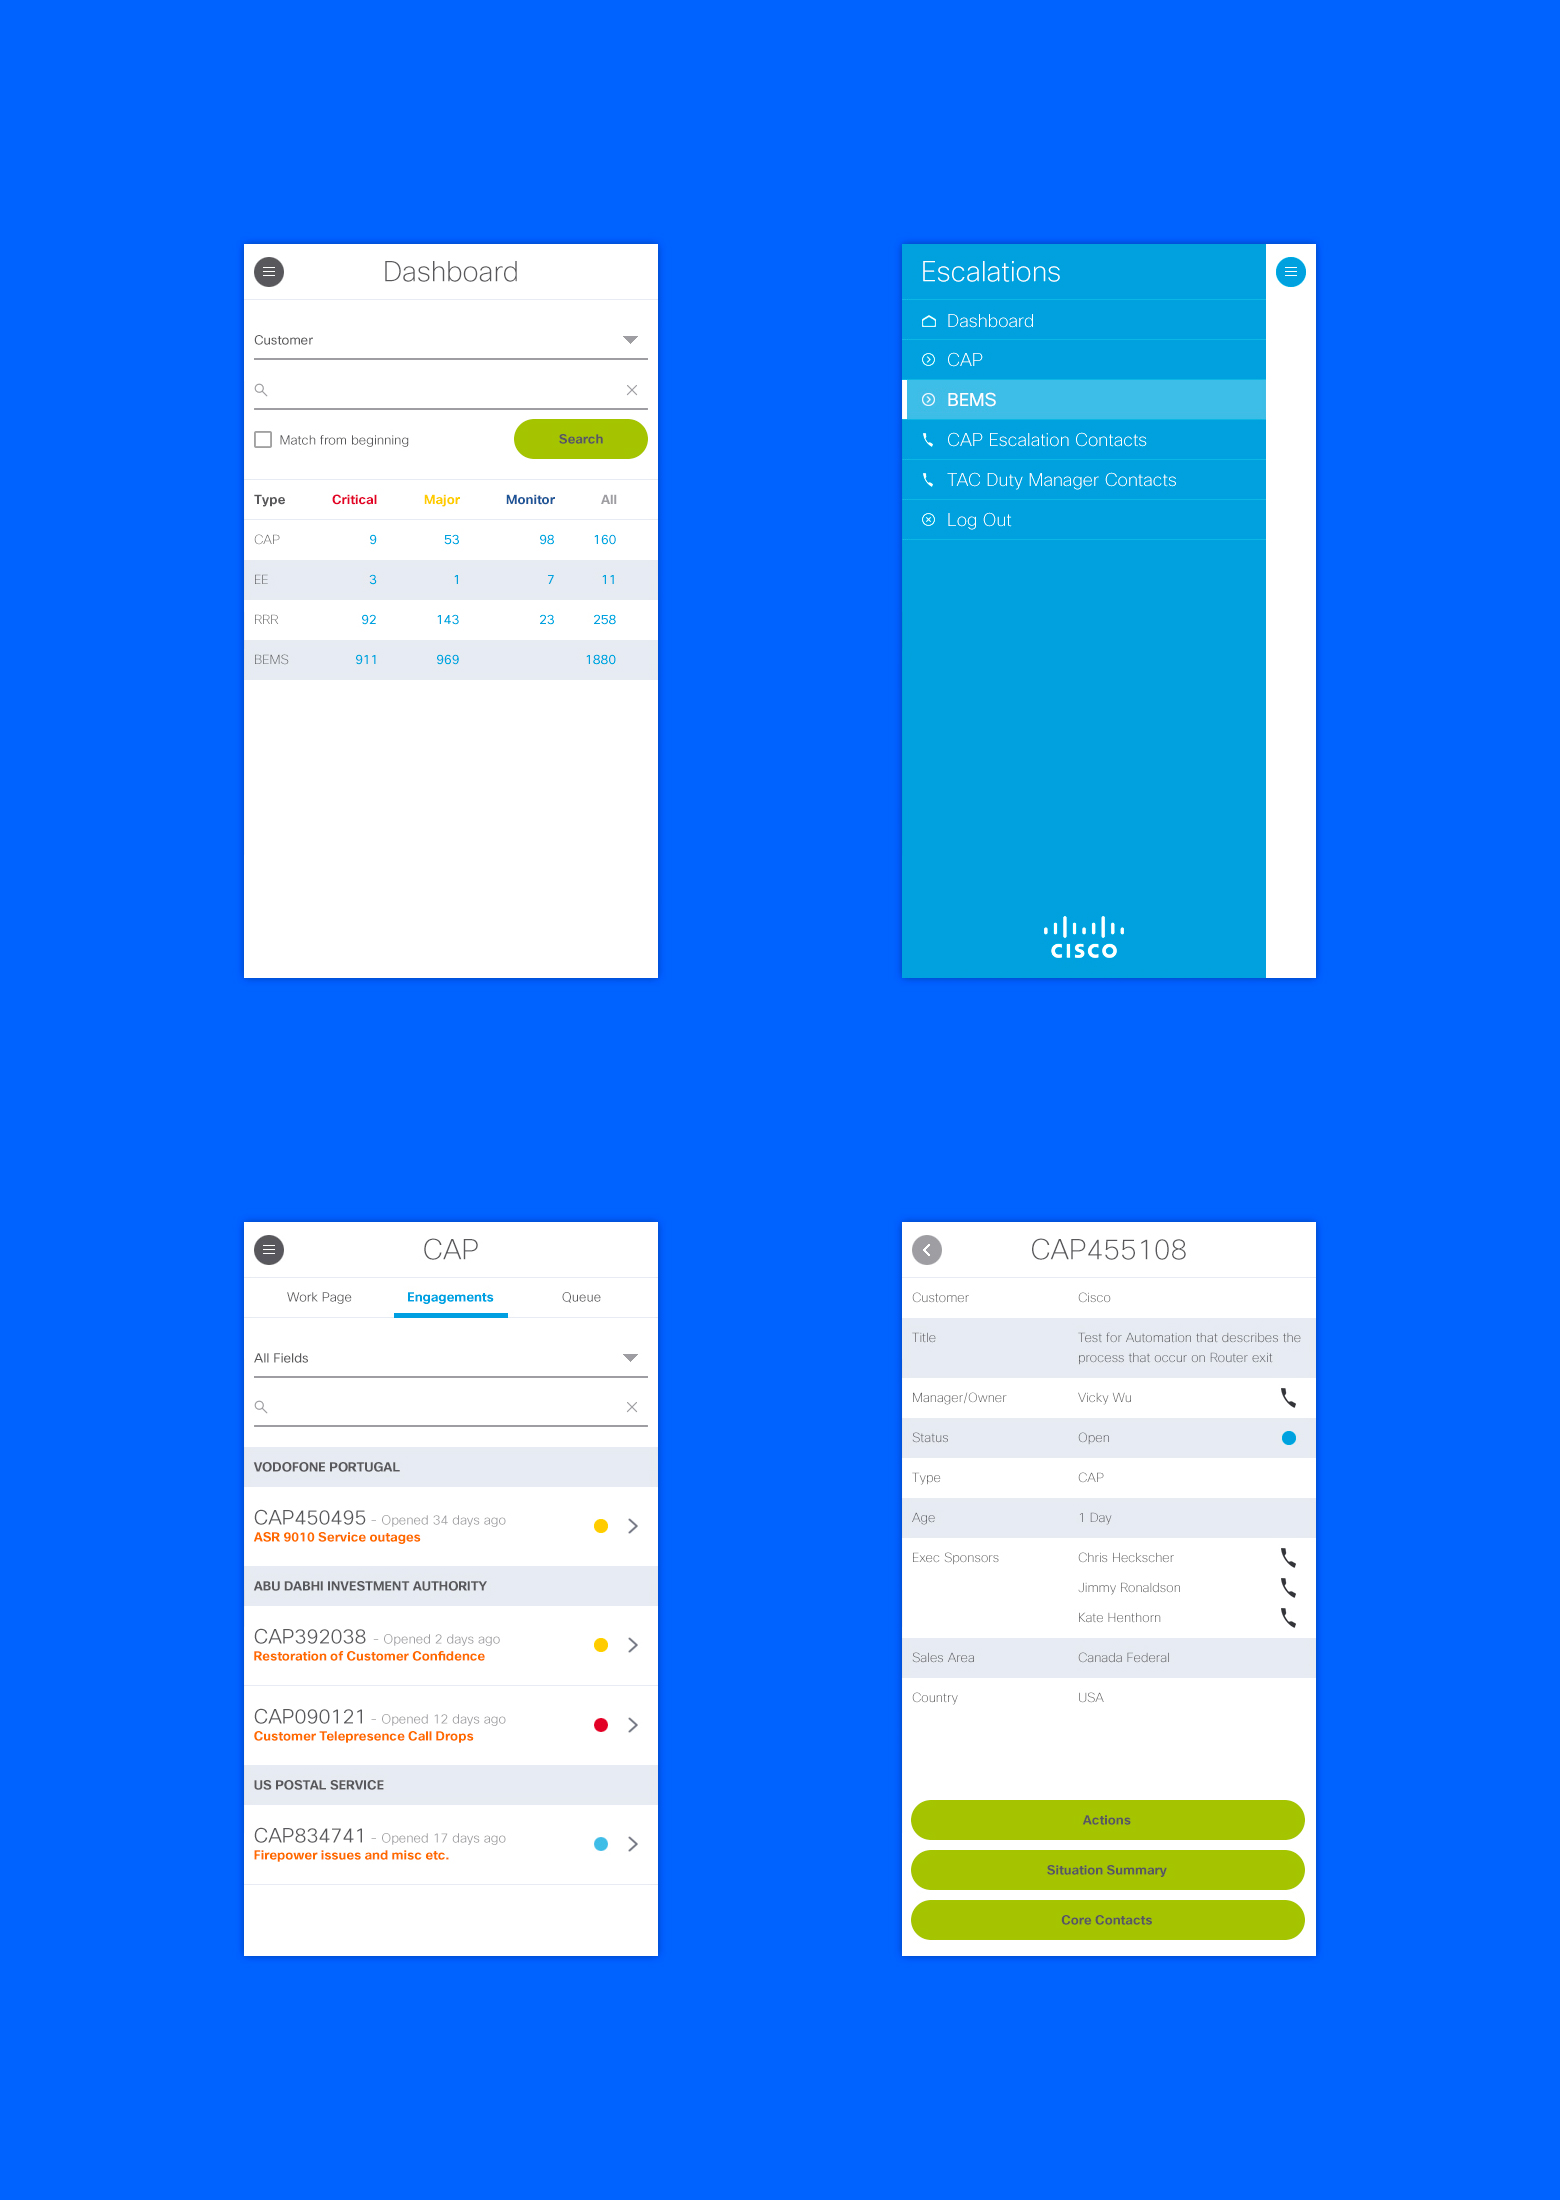 Dashboard
Customer
Match from beginning
Search
Type Critical Major Monitor All
CAP 9 53 98 160
EE 3 1 7 11
RRR 92 143 23 258
BEMS 911 969 1880
Escalations
Dashboard
CAP
BEMS
CAP Escalation Contacts
TAC Duty Manager Contacts
Log Out
CISCO
CAP
Work Page Engagements Queue
All Fields
VODOFONE PORTUGAL
CAP450495 - Opened 34 days ago
ASR 9010 Service outages
ABU DABHI INVESTMENT AUTHORITY
CAP392038 - Opened 2 days ago
Restoration of Customer Confidence
CAP090121 - Opened 12 days ago
Customer Telepresence Call Drops
US POSTAL SERVICE
CAP834741 - Opened 17 days ago
Firepower issues and misc etc.
CAP455108
Customer Cisco
Title Test for Automation that describes the
process that occur on Router exit
Manager/Owner Vicky Wu
Status Open
Type CAP
Age 1 Day
Exec Sponsors Chris Heckscher
Jimmy Ronaldson
Kate Henthorn
Sales Area Canada Federal
Country USA
Actions
Situation Summary
Core Contacts